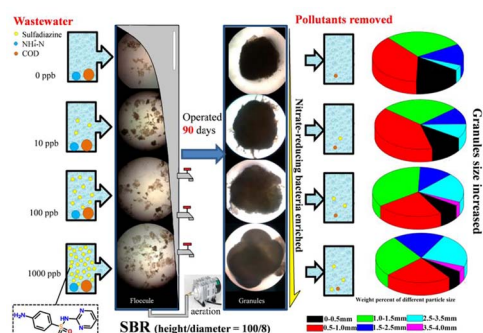 Wastewater
Sulfadiazine
NH₄⁺-N
COD
0 ppb
10 ppb
100 ppb
1000 ppb
H₂N
HN
N
N
Floccule
Operated
90 days
aeration
SBR (height/diameter = 100/8)
Granules
Nitrate-reducing bacteria enriched
Pollutants removed
Granules size increased
Weight percent of different particle size
0-0.5mm
1.0-1.5mm
2.5-3.5mm
0.5-1.0mm
1.5-2.5mm
3.5-4.0mm